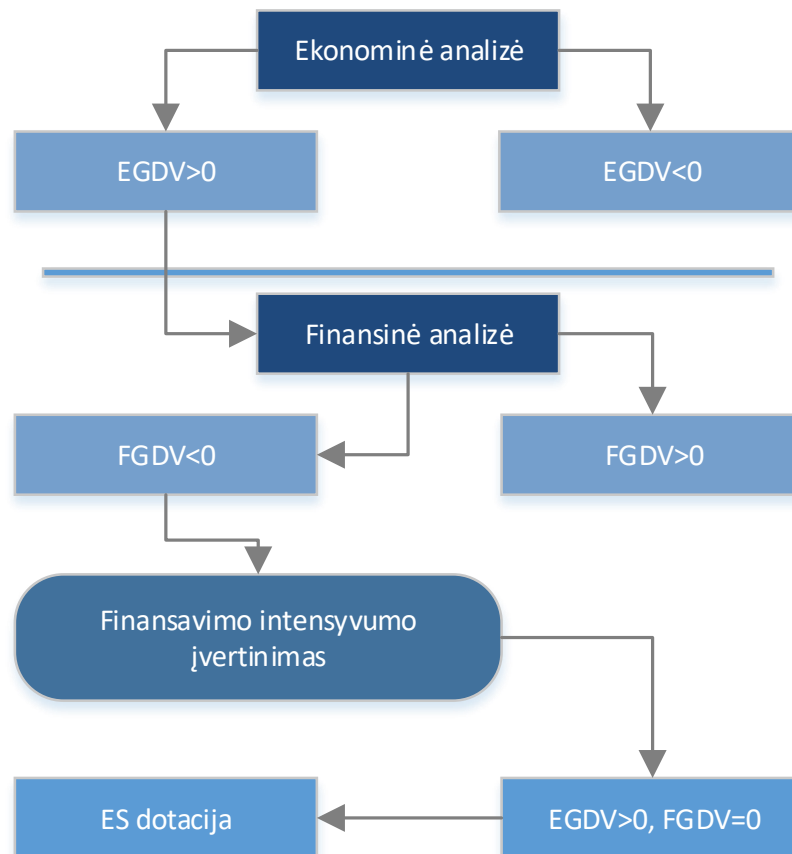 Ekonominė analizė
EGDV>0
EGDV<0
Finansinė analizė
FGDV<0
FGDV>0
Finansavimo intensyvumo
įvertinimas
ES dotacija
EGDV>0, FGDV=0